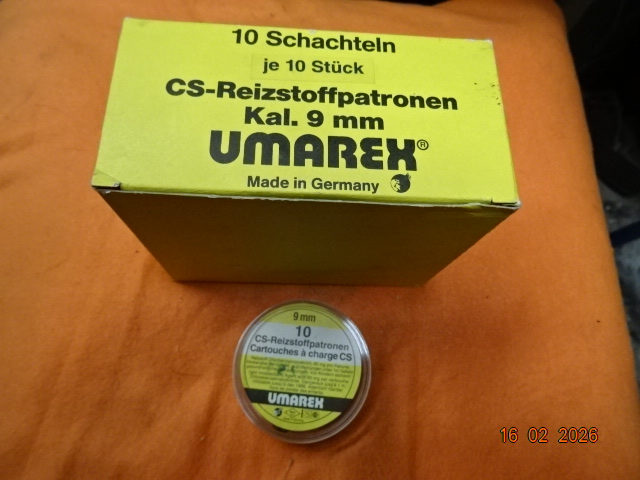 10 Schachteln
je 10 Stück
CS-Reizstoffpatronen
Kal. 9 mm
UMAREX®
Made in Germany
9 mm
10
CS-Reizstoffpatronen
Cartouches à charge CS
UMAREX
16 02 2026